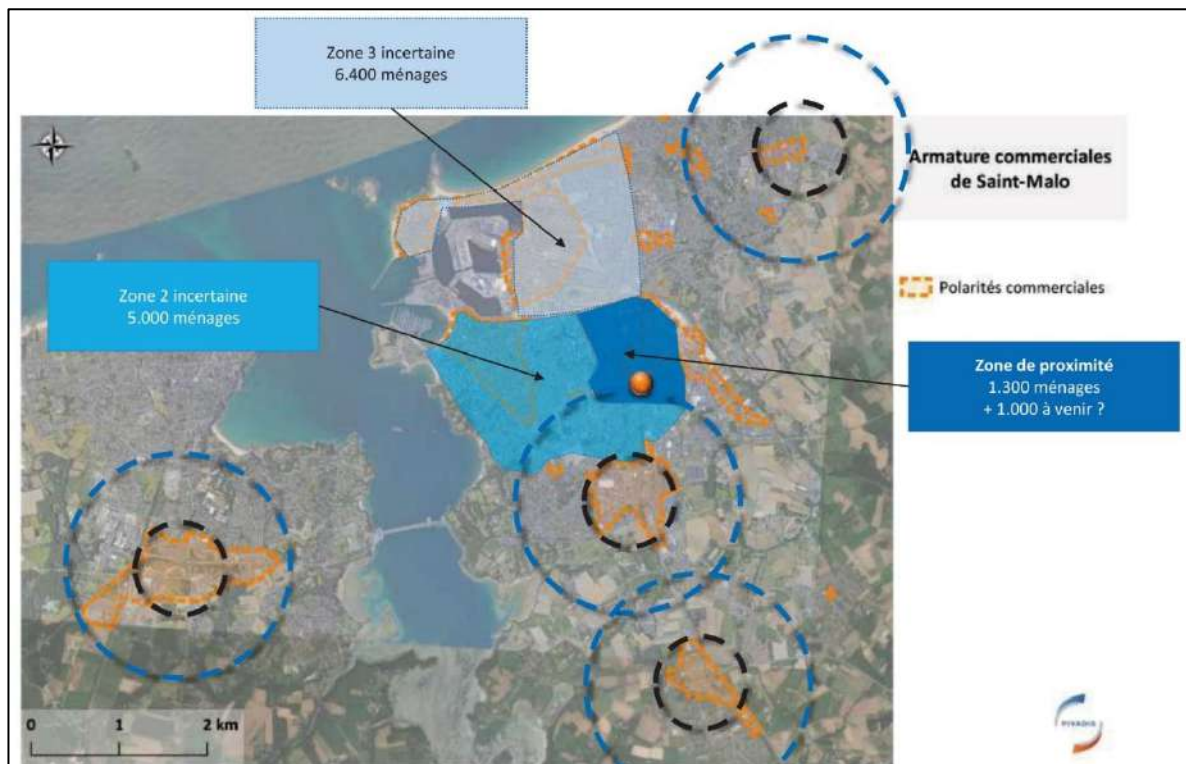 Zone 3 incertaine
6.400 ménages
Armature commerciales
de Saint-Malo
Zone 2 incertaine
5.000 ménages
Polarités commerciales
Zone de proximité
1.300 ménages
+ 1.000 à venir ?
0 1 2 km